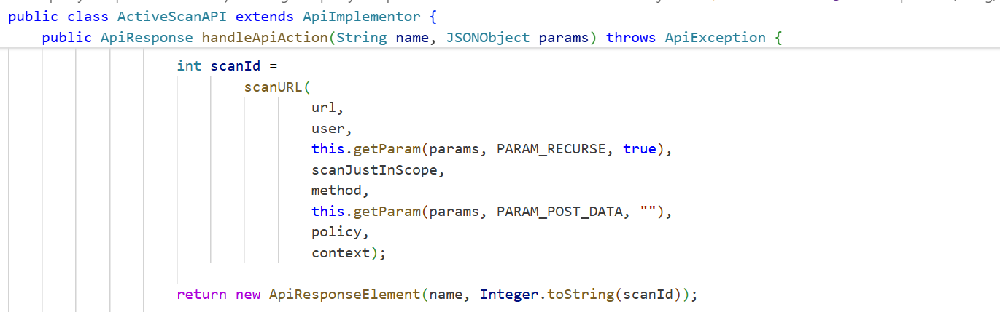 public class ActiveScanAPI extends ApiImplementor {
public ApiResponse handleApiAction(String name, JSONObject params) throws ApiException {
int scanId =
scanURL(
url,
user,
this.getParam(params, PARAM_RECURSE, true),
scanJustInScope,
method,
this.getParam(params, PARAM_POST_DATA, ""),
policy,
context);
return new ApiResponseElement(name, Integer.toString(scanId));